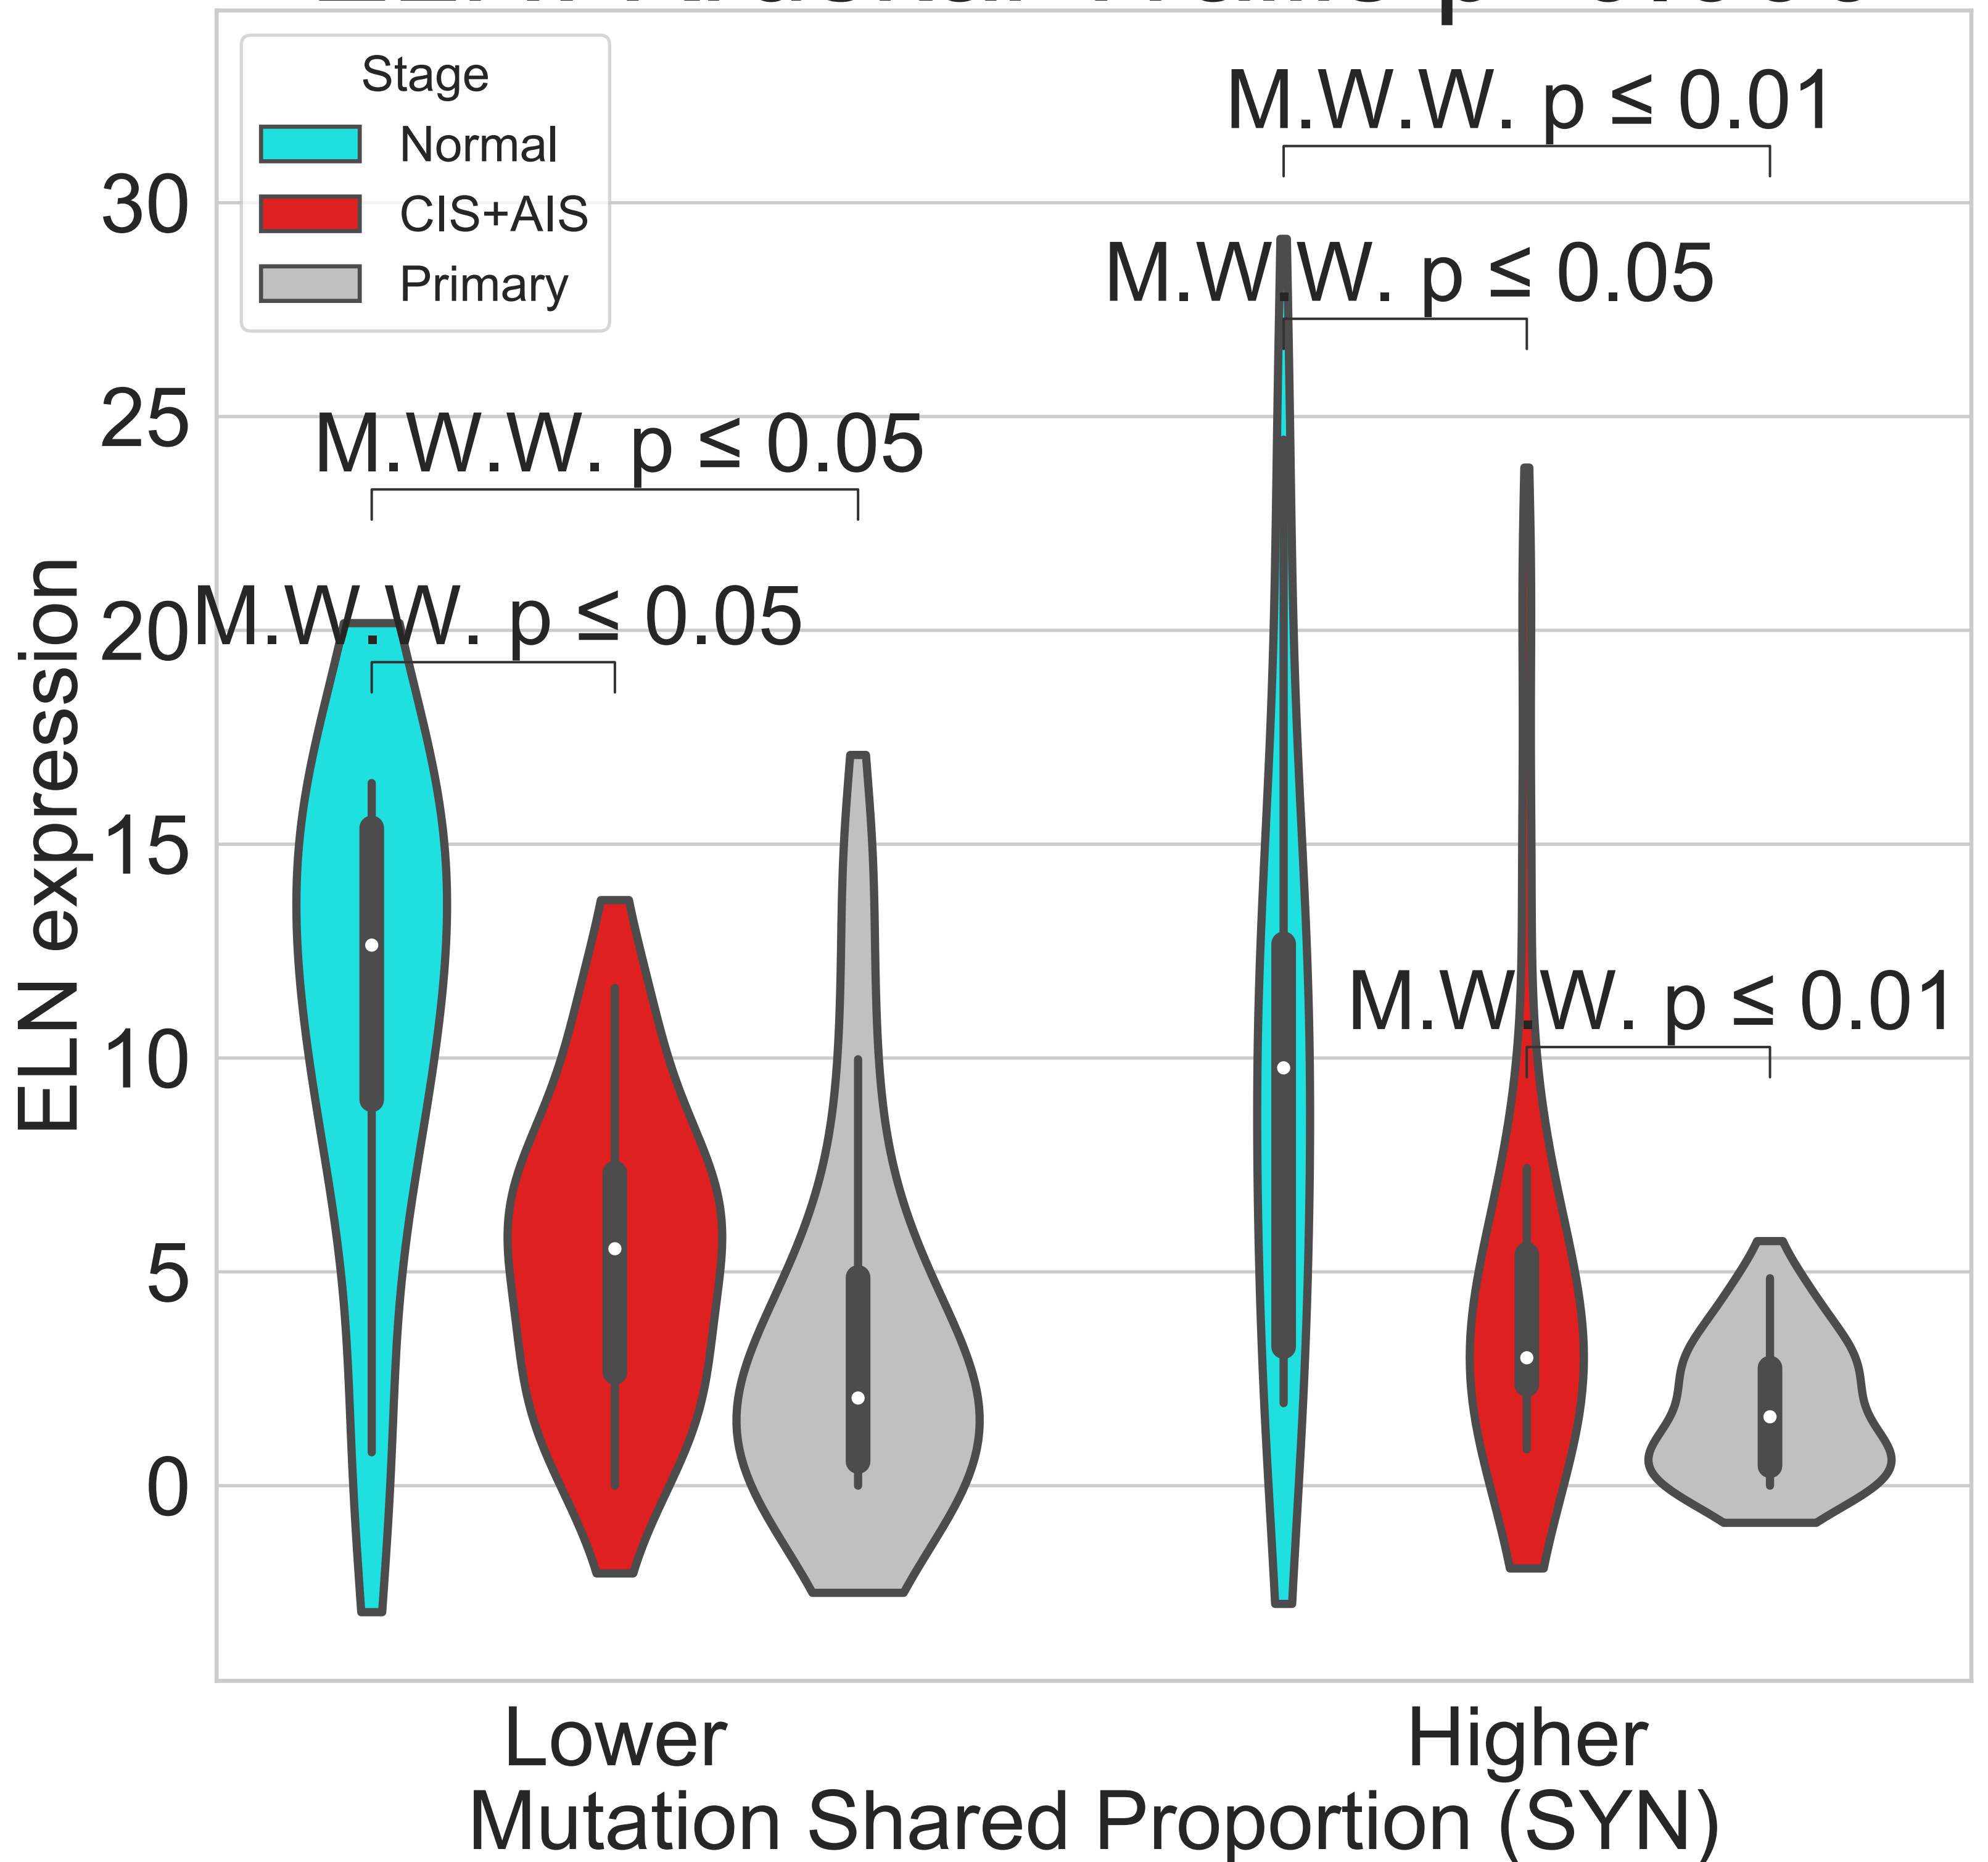 Stage
Normal
CIS+AIS
Primary
M.W.W. p ≤ 0.01
M.W.W. p ≤ 0.05
M.W.W. p ≤ 0.05
M.W.W. p ≤ 0.05
M.W.W. p ≤ 0.01
ELN expression
30
25
20
15
10
5
0
Lower
Higher
Mutation Shared Proportion (SYN)